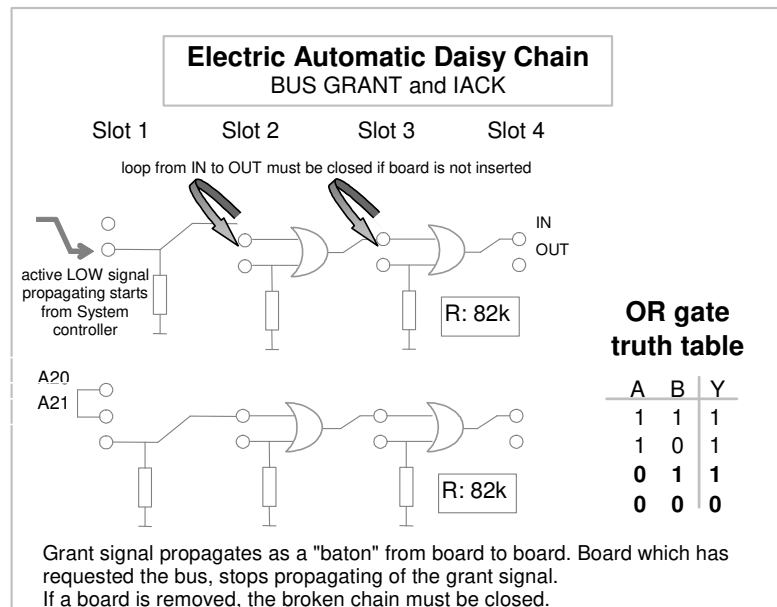 Electric Automatic Daisy Chain
BUS GRANT and IACK
Slot 1 Slot 2 Slot 3 Slot 4
loop from IN to OUT must be closed if board is not inserted
IN
OUT
active LOW signal
propagating starts
from System
controller
R: 82k
OR gate
truth table
A B Y
1 1 1
1 0 1
0 1 1
0 0 0
A20
A21
R: 82k
Grant signal propagates as a "baton" from board to board. Board which has
requested the bus, stops propagating of the grant signal.
If a board is removed, the broken chain must be closed.